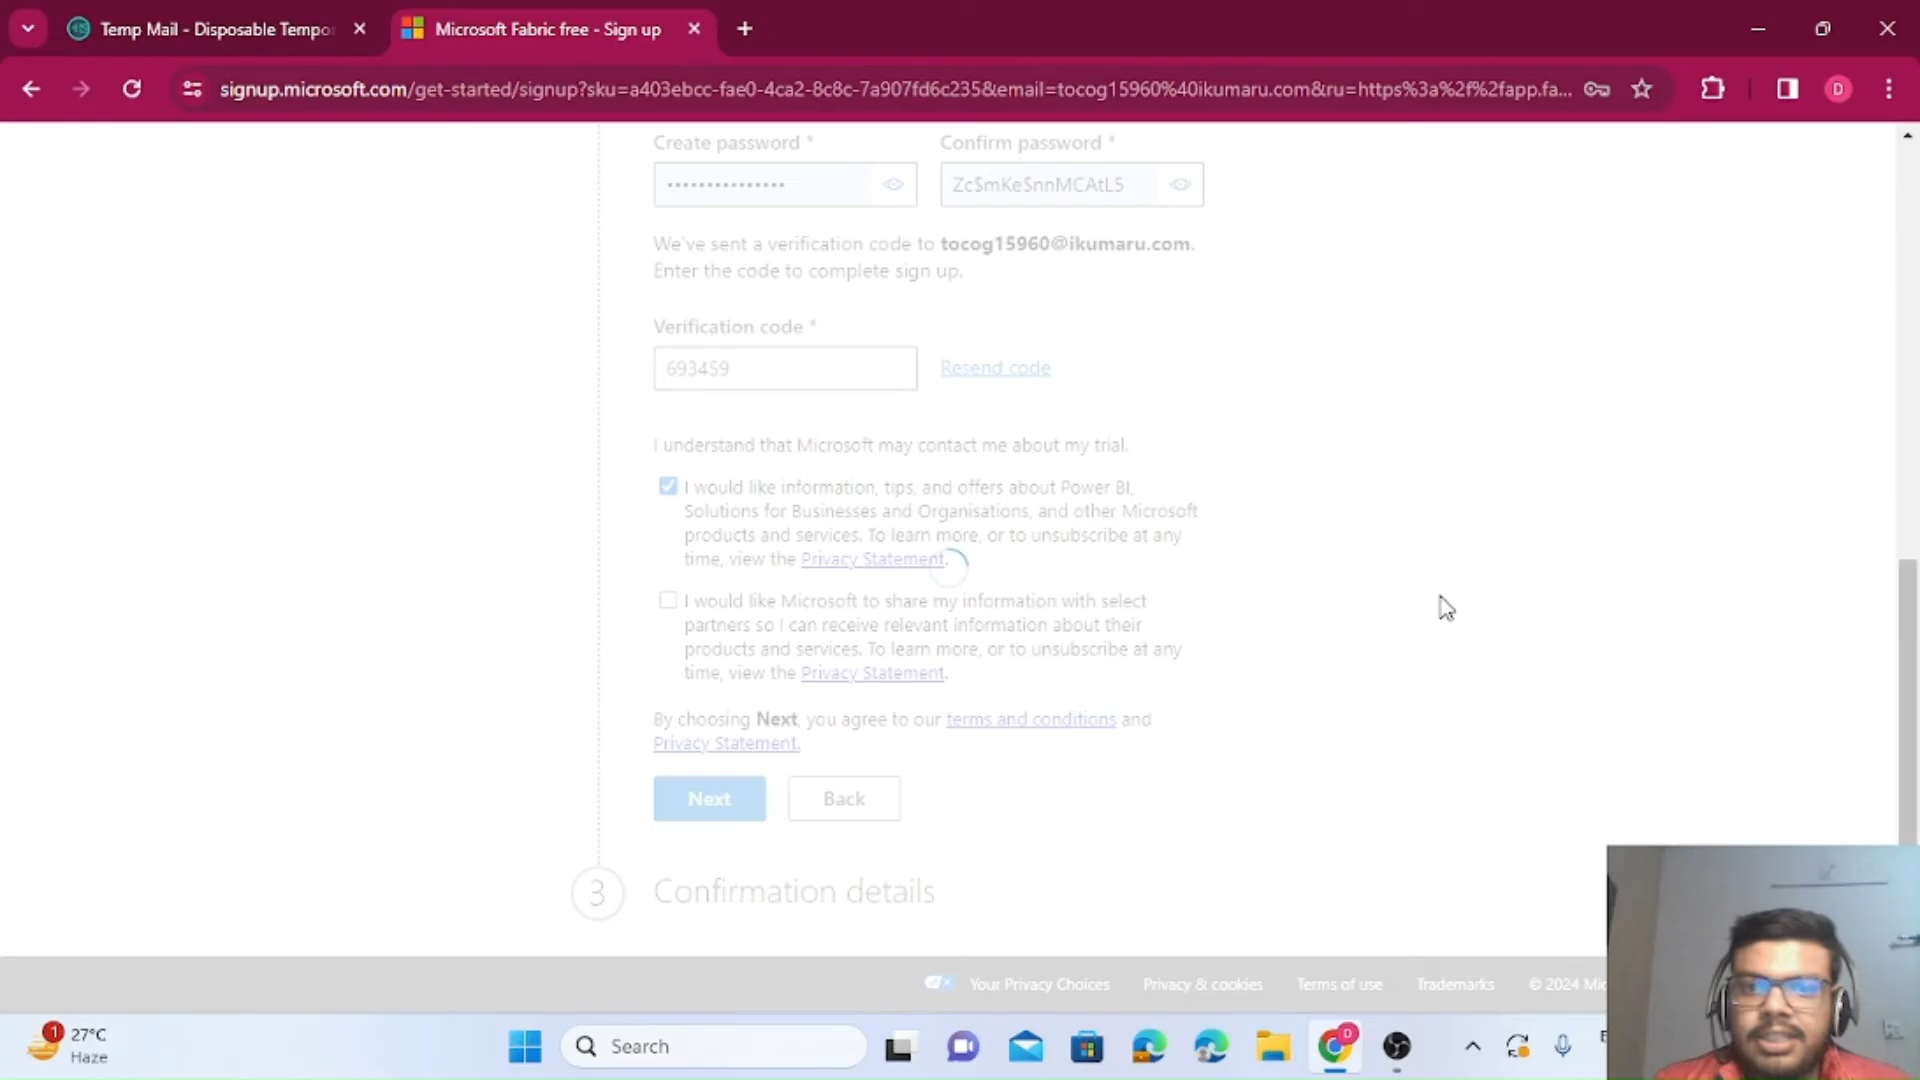 Temp Mail - Disposable Tempo
Microsoft Fabric free - Sign up
signup.microsoft.com/get-started/signup?sku=a403ebcc-fae0-4ca2-8c8c-7a907fd6c235&email=tocog15960%40ikumaru.com&ru=https%3a%2f%2fapp.fa...
D
Create password *
Confirm password *
•••••••••••••••
Zc$mKe$nnMCAtL5
We've sent a verification code to tocog15960@ikumaru.com.
Enter the code to complete sign up.
Verification code *
693459
Resend code
I understand that Microsoft may contact me about my trial.
I would like information, tips, and offers about Power BI,
Solutions for Businesses and Organisations, and other Microsoft
products and services. To learn more, or to unsubscribe at any
time, view the Privacy Statement.
I would like Microsoft to share my information with select
partners so I can receive relevant information about their
products and services. To learn more, or to unsubscribe at any
time, view the Privacy Statement.
By choosing Next, you agree to our terms and conditions and
Privacy Statement.
Next
Back
3
Confirmation details
Your Privacy Choices
Privacy & cookies
Terms of use
Trademarks
© 2024 Mic
1
27°C
Haze
Search
D